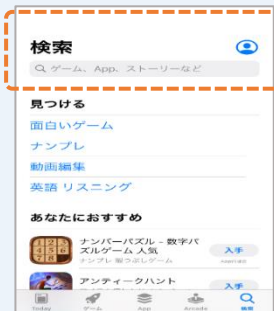 検索
ゲーム、App、ストーリーなど
見つける
面白いゲーム
ナンプレ
動画編集
英語 リスニング
あなたにおすすめ
ナンバーパズル - 数字パ
ズルゲーム 人気
入手
アンティークハント
入手
Today
ゲーム
App
Arcade
検索